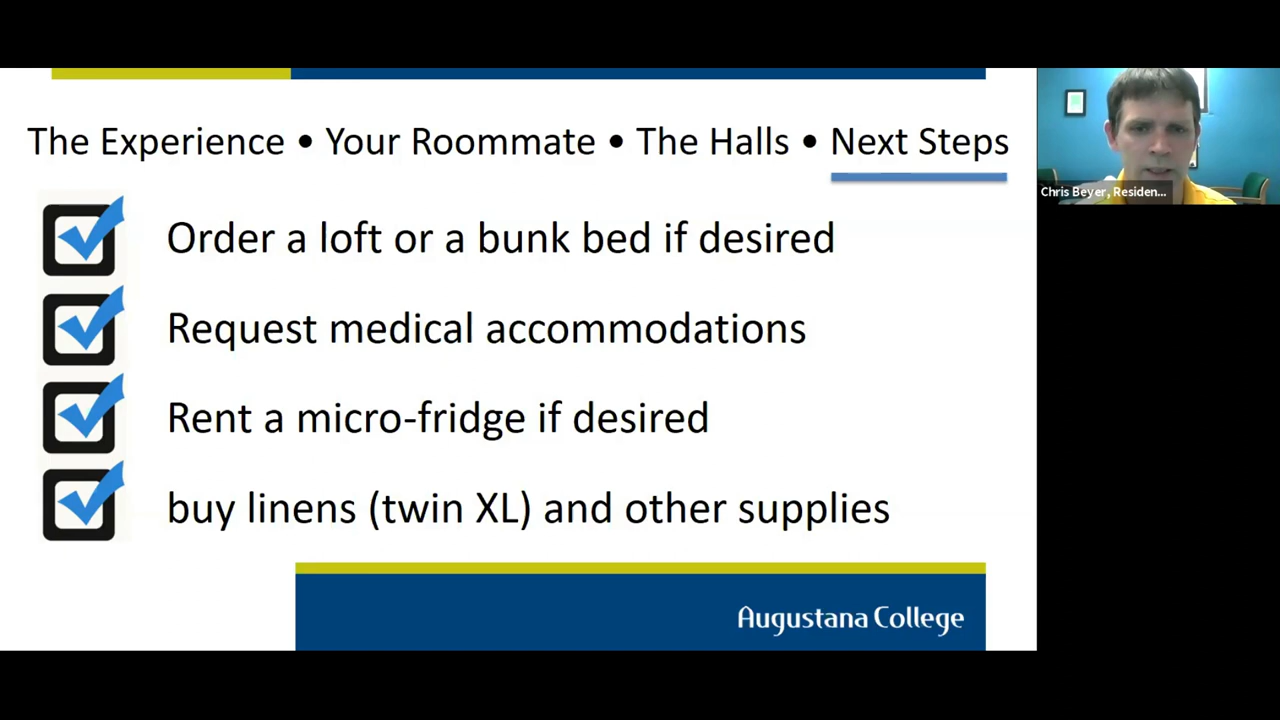 The Experience • Your Roommate • The Halls • Next Steps
Chris Beyer, Residen...
Order a loft or a bunk bed if desired
Request medical accommodations
Rent a micro-fridge if desired
buy linens (twin XL) and other supplies
Augustana College